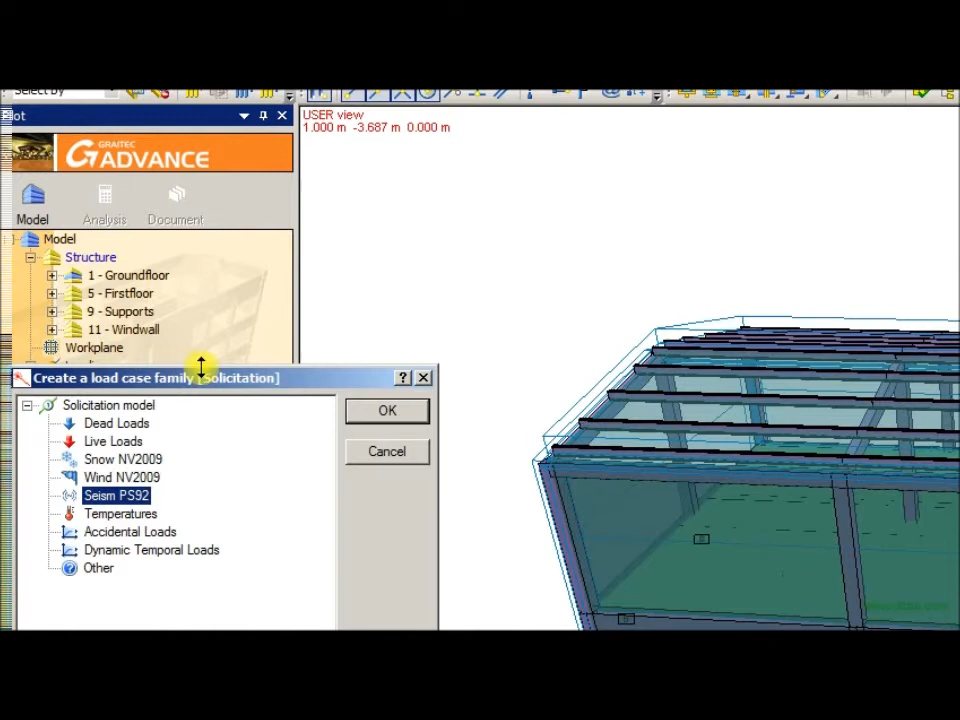 Select By
USER view
1.000 m -3.687 m 0.000 m
GRAITEC
ADVANCE
Model
Analysis
Document
Model
Structure
1 - Groundfloor
5 - Firstfloor
9 - Supports
11 - Windwall
Workplane
Create a load case family [Solicitation]
Solicitation model
OK
Dead Loads
Live Loads
Cancel
Snow NV2009
Wind NV2009
Seism PS92
Temperatures
Accidental Loads
Dynamic Temporal Loads
Other